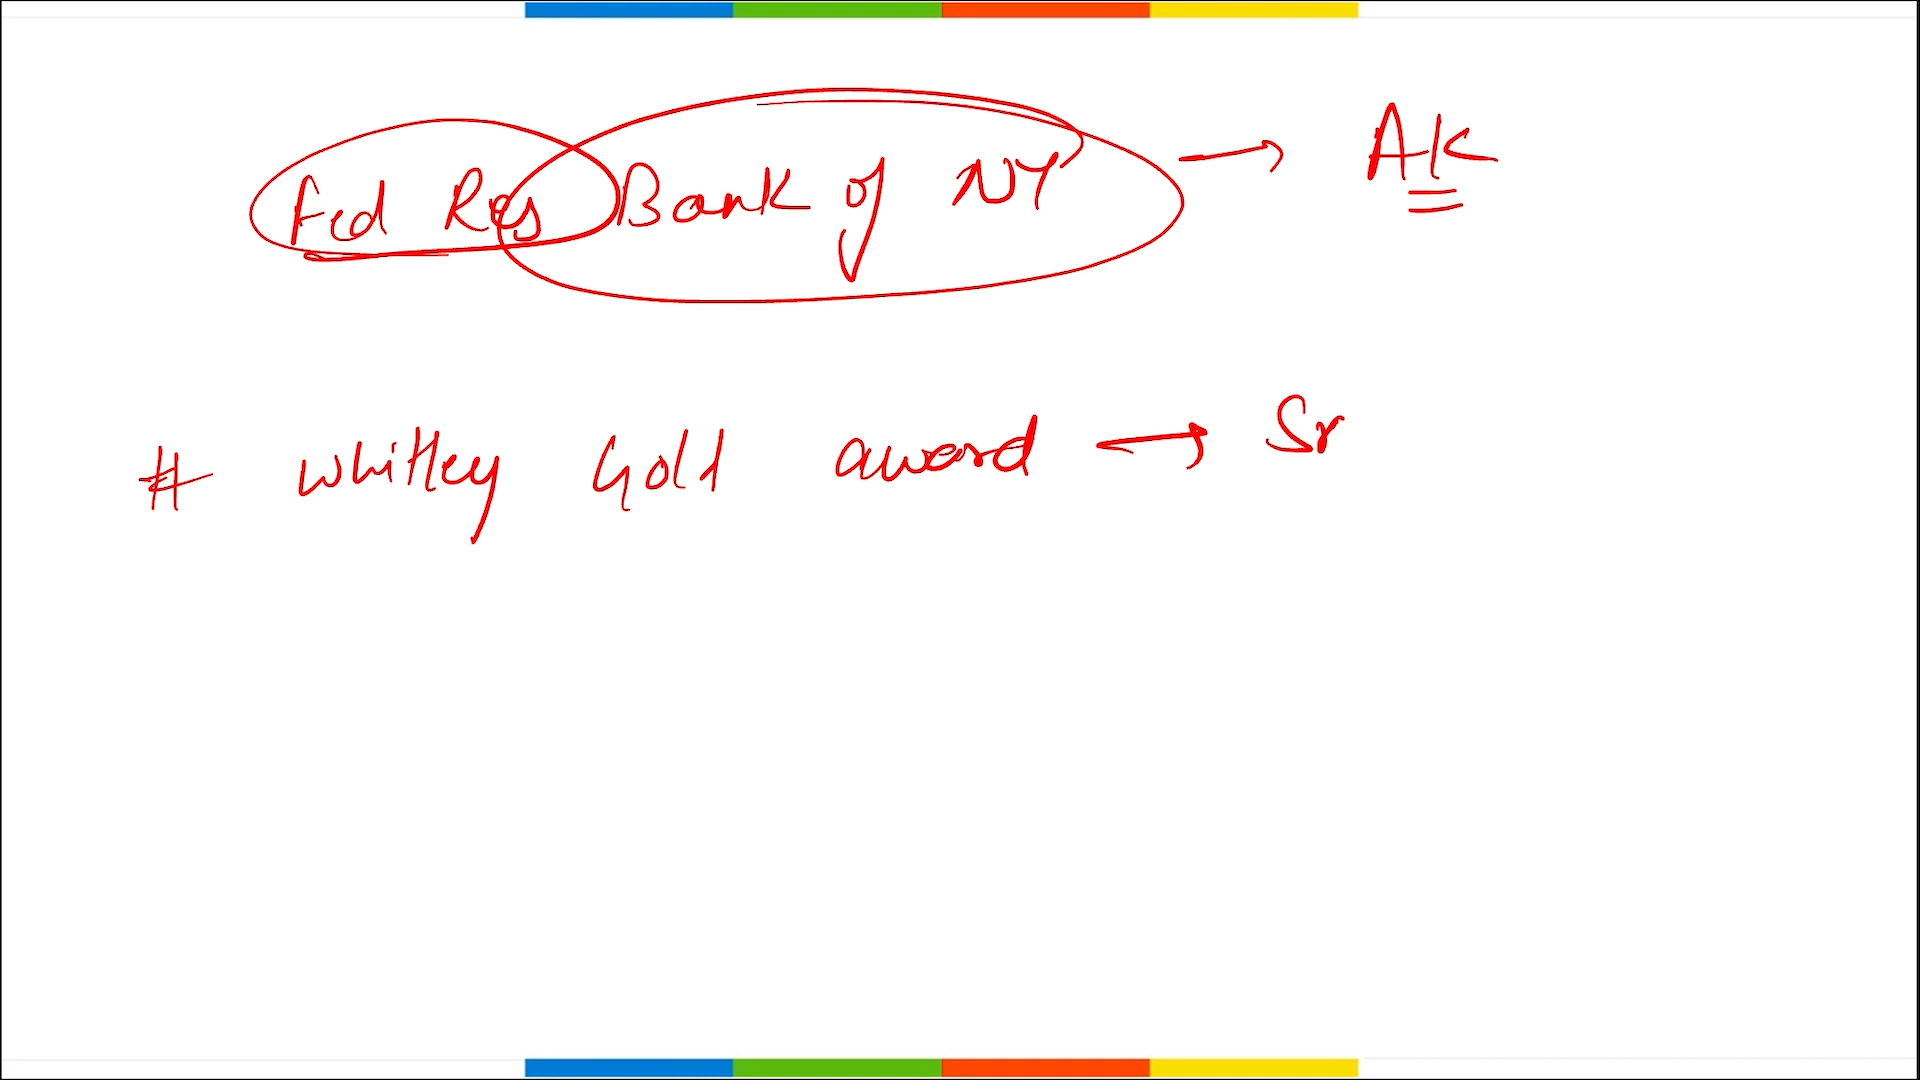 Fed Res Bank of NY → AK
# Whitley Gold award → Sr